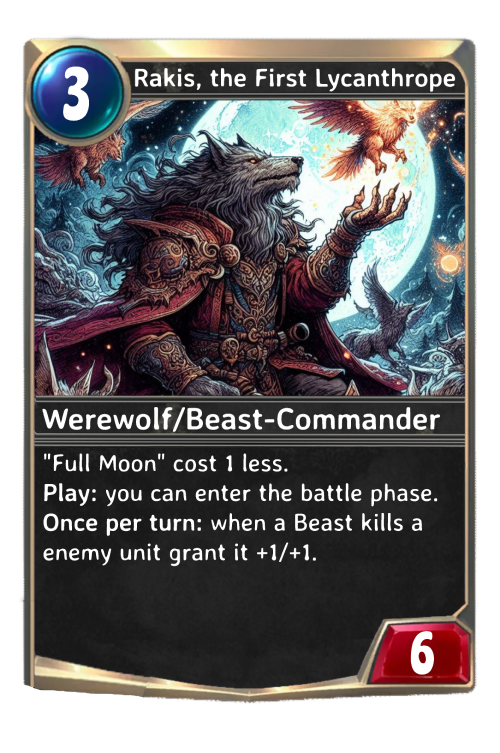 3
Rakis, the First Lycanthrope
Werewolf/Beast-Commander
"Full Moon" cost 1 less.
Play: you can enter the battle phase.
Once per turn: when a Beast kills a
enemy unit grant it +1/+1.
6